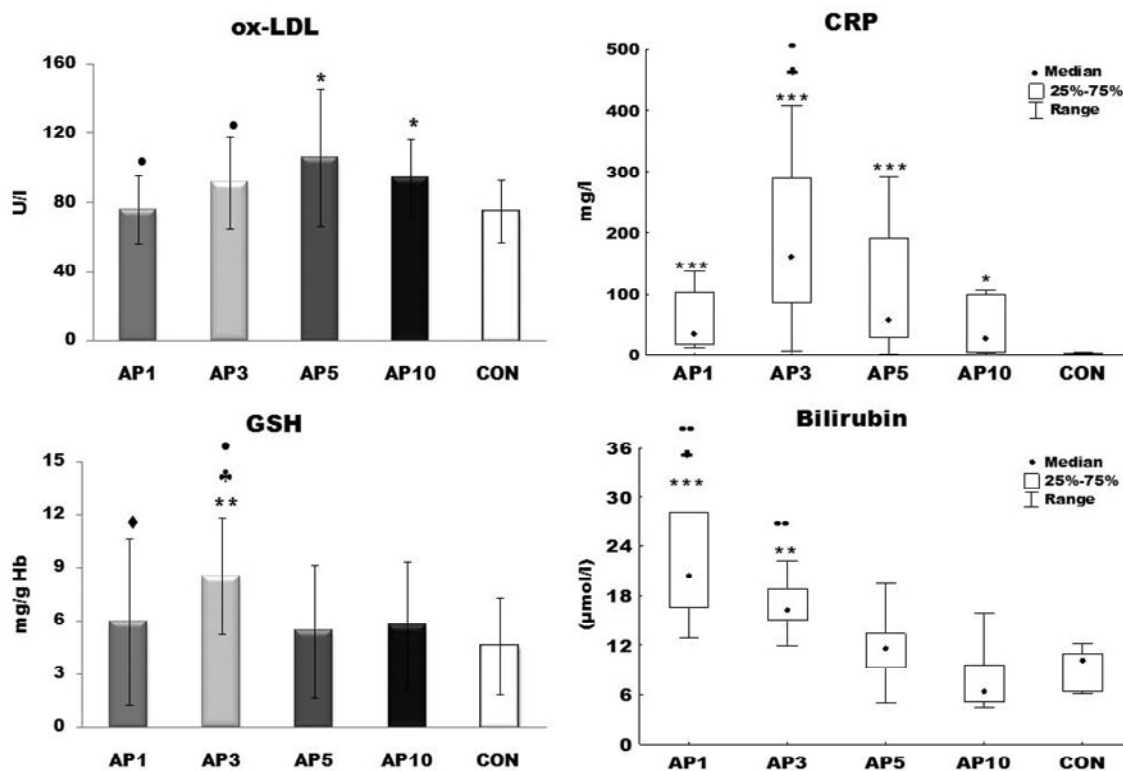 ox-LDL
160
120
80
40
0
U/l
•
•
*
*
AP1 AP3 AP5 AP10 CON
CRP
500
400
300
200
100
0
mg/l
• Median
25%-75%
Range
•
♣
***
***
***
*
AP1 AP3 AP5 AP10 CON
GSH
15
12
9
6
3
0
mg/g Hb
♦
•
♣
**
AP1 AP3 AP5 AP10 CON
Bilirubin
36
30
24
18
12
6
0
(μmol/l)
• Median
25%-75%
Range
••
♣
***
••
**
AP1 AP3 AP5 AP10 CON